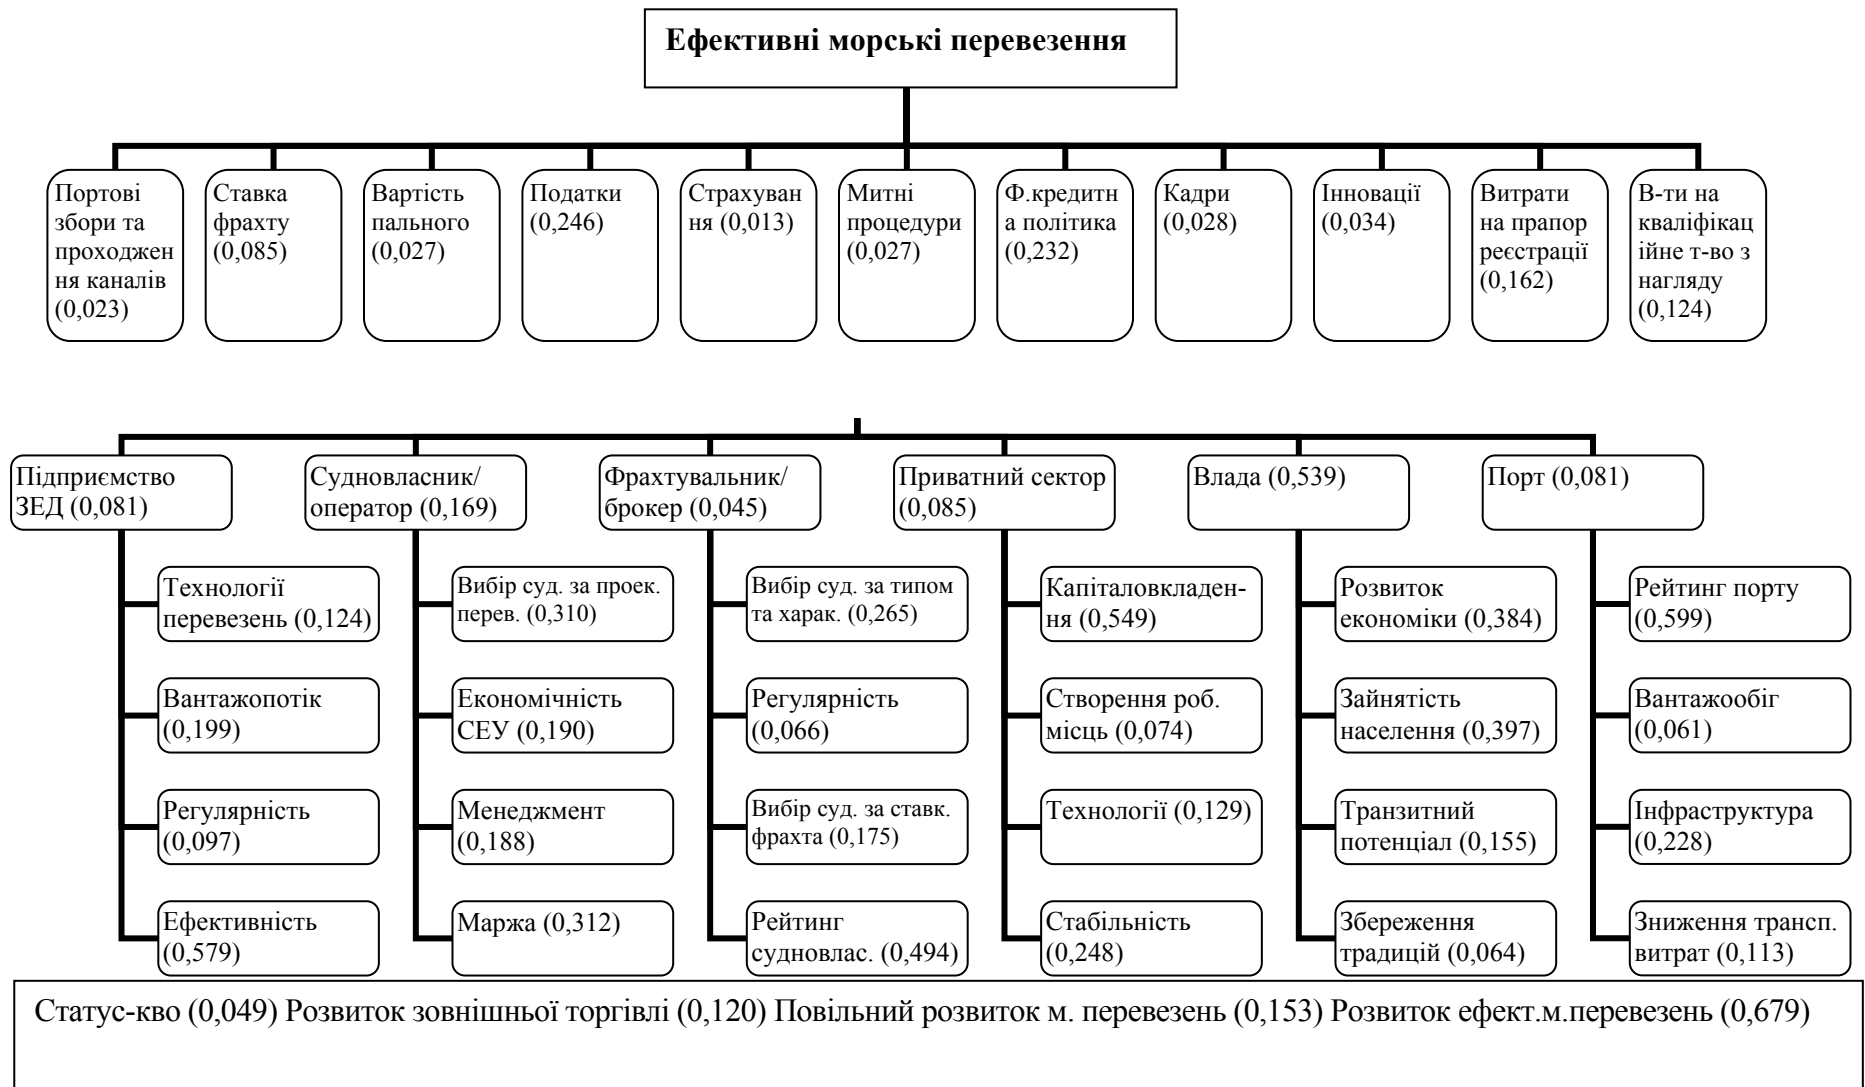 Ефективні морські перевезення
Портові
збори та
проходжен
ня каналів
(0,023)
Ставка
фрахту
(0,085)
Вартість
пального
(0,027)
Податки
(0,246)
Страхуван
ня (0,013)
Митні
процедури
(0,027)
Ф.кредитн
а політика
(0,232)
Кадри
(0,028)
Інновації
(0,034)
Витрати
на прапор
реєстрації
(0,162)
В-ти на
кваліфікац
ійне т-во з
нагляду
(0,124)
Підприємство
ЗЕД (0,081)
Судновласник/
оператор (0,169)
Фрахтувальник/
брокер (0,045)
Приватний сектор
(0,085)
Влада (0,539)
Порт (0,081)
Технології
перевезень (0,124)
Вибір суд. за проек.
перев. (0,310)
Вибір суд. за типом
та харак. (0,265)
Капіталовкладен-
ня (0,549)
Розвиток
економіки (0,384)
Рейтинг порту
(0,599)
Вантажопотік
(0,199)
Економічність
СЕУ (0,190)
Регулярність
(0,066)
Створення роб.
місць (0,074)
Зайнятість
населення (0,397)
Вантажообіг
(0,061)
Регулярність
(0,097)
Менеджмент
(0,188)
Вибір суд. за ставк.
фрахта (0,175)
Технології (0,129)
Транзитний
потенціал (0,155)
Інфраструктура
(0,228)
Ефективність
(0,579)
Маржа (0,312)
Рейтинг
судновлас. (0,494)
Стабільність
(0,248)
Збереження
традицій (0,064)
Зниження трансп.
витрат (0,113)
Статус-кво (0,049) Розвиток зовнішньої торгівлі (0,120) Повільний розвиток м. перевезень (0,153) Розвиток ефект.м.перевезень (0,679)